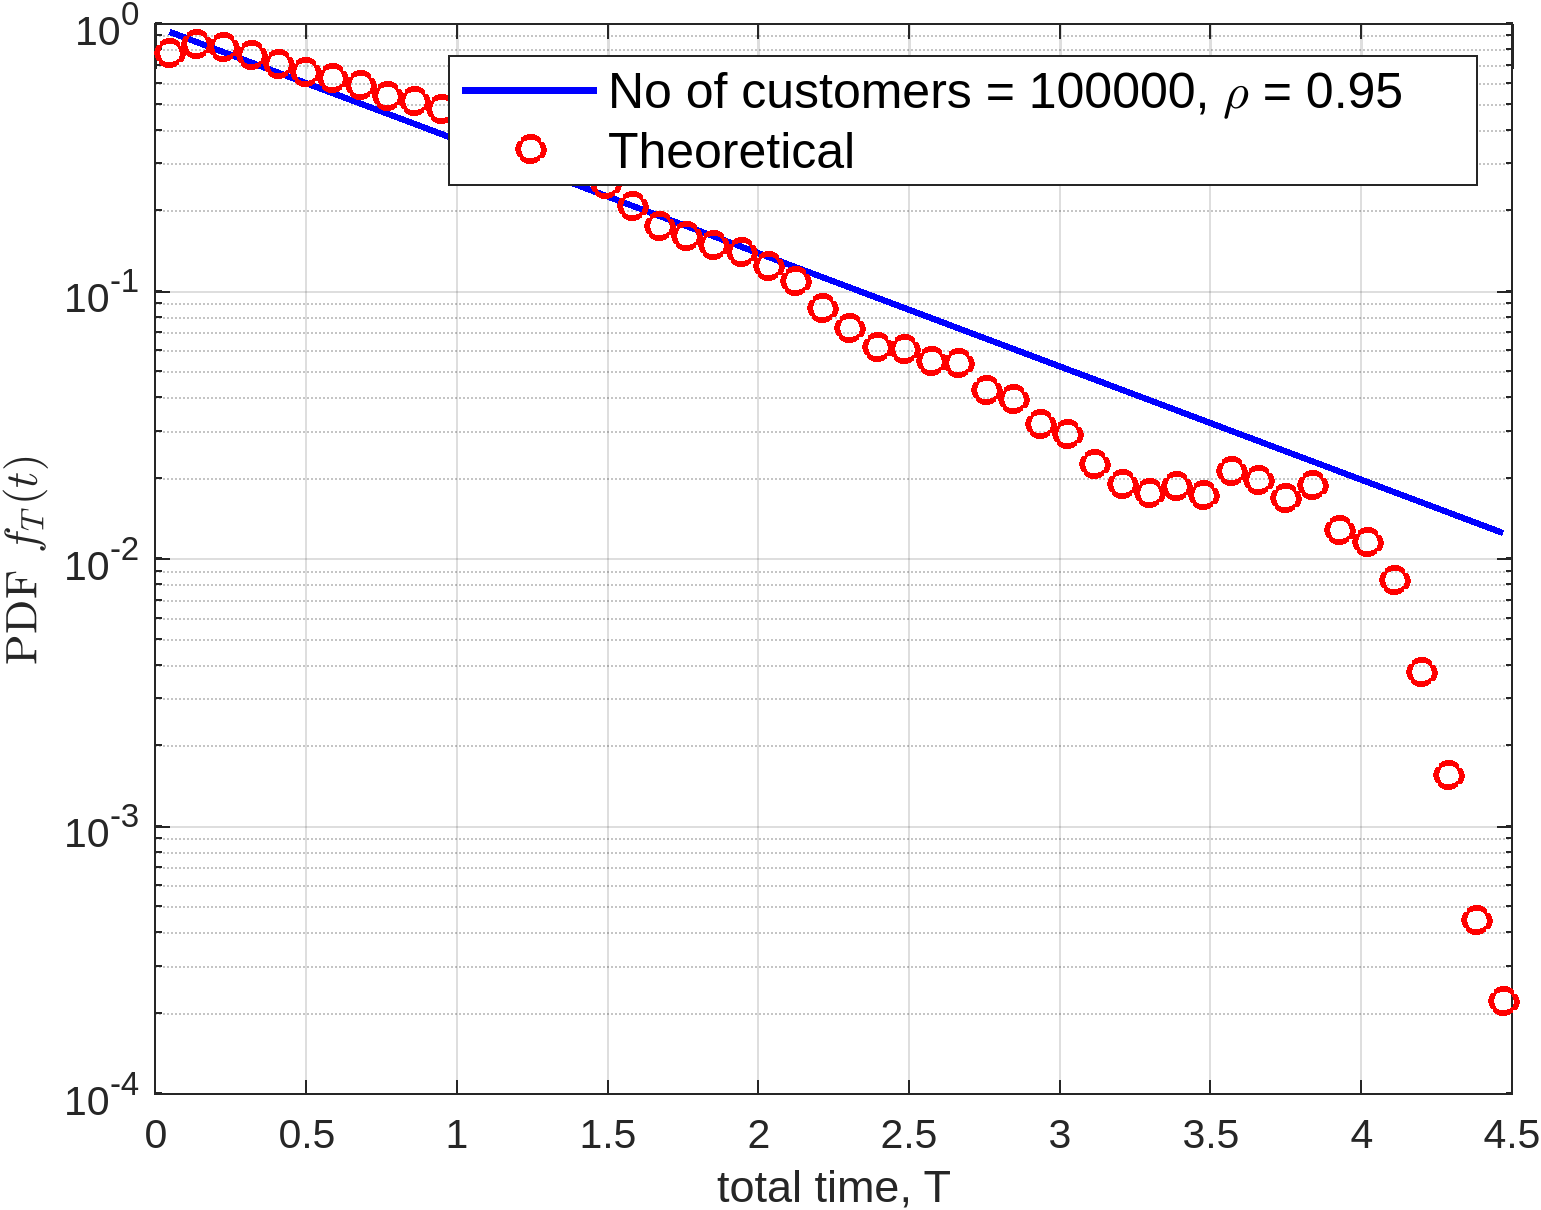 10^0
No of customers = 100000, ρ = 0.95
Theoretical
10^-1
10^-2
10^-3
10^-4
PDF f_T(t)
0 0.5 1 1.5 2 2.5 3 3.5 4 4.5
total time, T